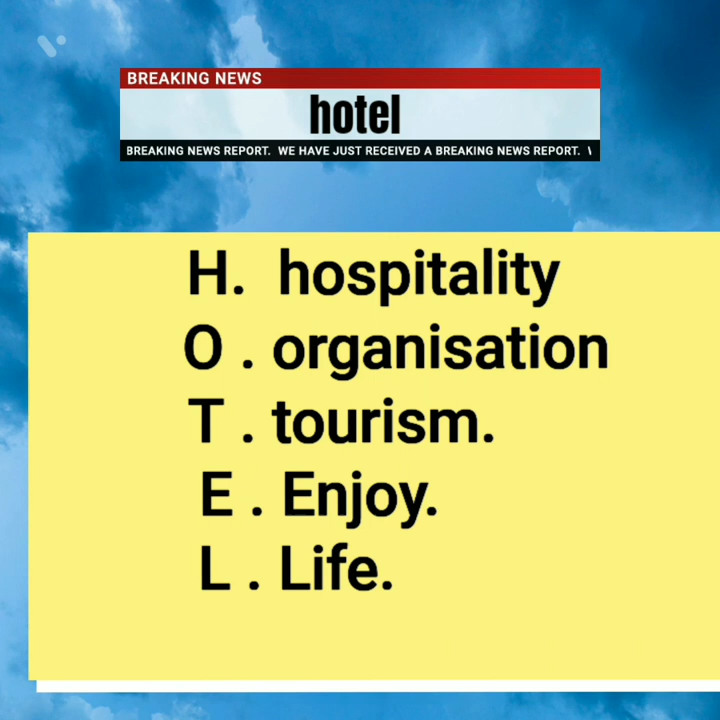 BREAKING NEWS
hotel
BREAKING NEWS REPORT. WE HAVE JUST RECEIVED A BREAKING NEWS REPORT. \
H. hospitality
O . organisation
T . tourism.
E . Enjoy.
L . Life.